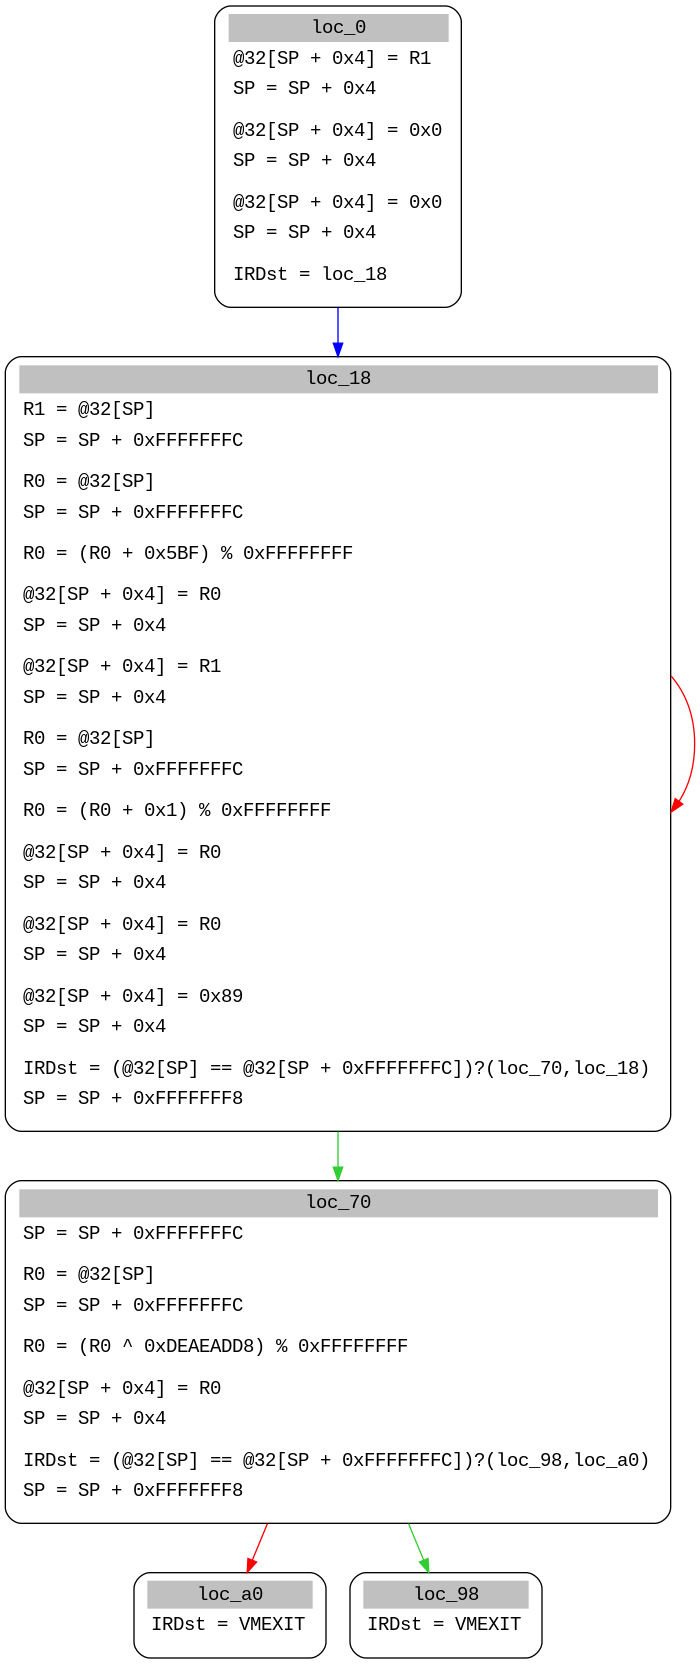 loc_0
@32[SP + 0x4] = R1
SP = SP + 0x4
@32[SP + 0x4] = 0x0
SP = SP + 0x4
@32[SP + 0x4] = 0x0
SP = SP + 0x4
IRDst = loc_18
loc_18
R1 = @32[SP]
SP = SP + 0xFFFFFFFC
R0 = @32[SP]
SP = SP + 0xFFFFFFFC
R0 = (R0 + 0x5BF) % 0xFFFFFFFF
@32[SP + 0x4] = R0
SP = SP + 0x4
@32[SP + 0x4] = R1
SP = SP + 0x4
R0 = @32[SP]
SP = SP + 0xFFFFFFFC
R0 = (R0 + 0x1) % 0xFFFFFFFF
@32[SP + 0x4] = R0
SP = SP + 0x4
@32[SP + 0x4] = R0
SP = SP + 0x4
@32[SP + 0x4] = 0x89
SP = SP + 0x4
IRDst = (@32[SP] == @32[SP + 0xFFFFFFFC])?(loc_70,loc_18)
SP = SP + 0xFFFFFFF8
loc_70
SP = SP + 0xFFFFFFFC
R0 = @32[SP]
SP = SP + 0xFFFFFFFC
R0 = (R0 ^ 0xDEAEADD8) % 0xFFFFFFFF
@32[SP + 0x4] = R0
SP = SP + 0x4
IRDst = (@32[SP] == @32[SP + 0xFFFFFFFC])?(loc_98,loc_a0)
SP = SP + 0xFFFFFFF8
loc_a0
IRDst = VMEXIT
loc_98
IRDst = VMEXIT